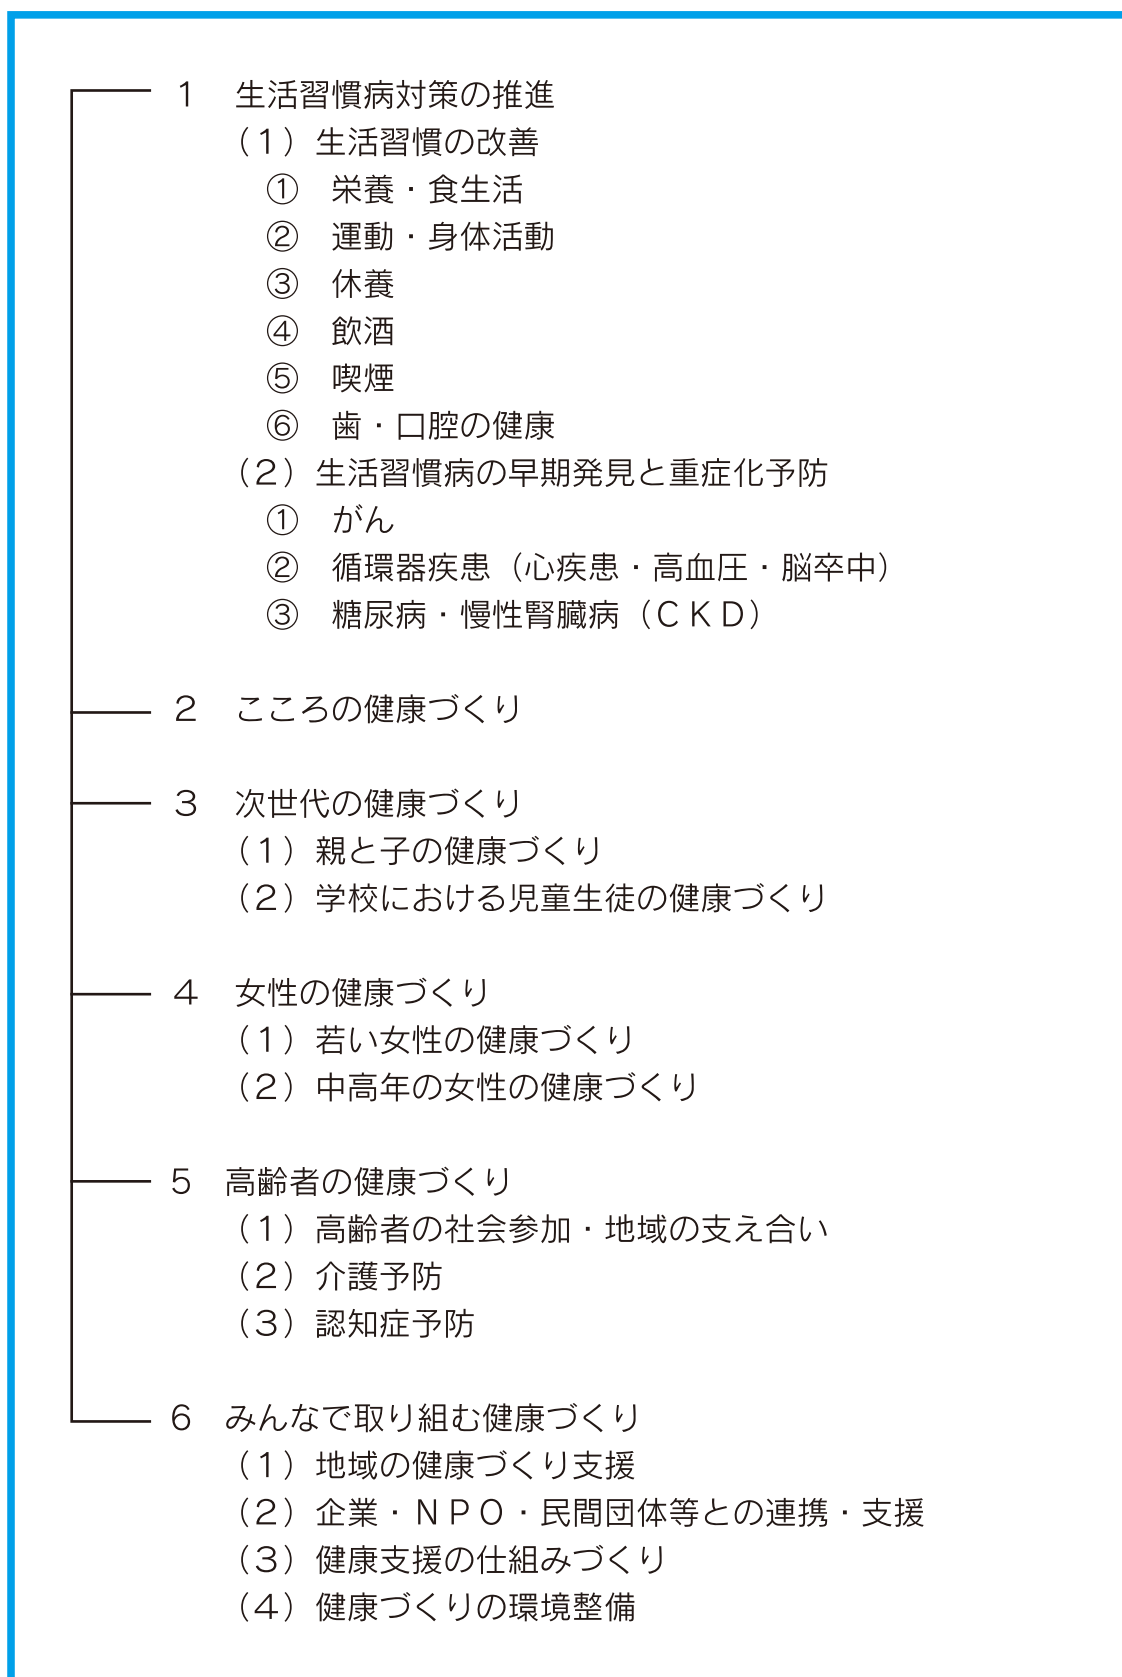 1　生活習慣病対策の推進
（1）生活習慣の改善
①　栄養・食生活
②　運動・身体活動
③　休養
④　飲酒
⑤　喫煙
⑥　歯・口腔の健康
（2）生活習慣病の早期発見と重症化予防
①　がん
②　循環器疾患（心疾患・高血圧・脳卒中）
③　糖尿病・慢性腎臓病（ＣＫＤ）
2　こころの健康づくり
3　次世代の健康づくり
（1）親と子の健康づくり
（2）学校における児童生徒の健康づくり
4　女性の健康づくり
（1）若い女性の健康づくり
（2）中高年の女性の健康づくり
5　高齢者の健康づくり
（1）高齢者の社会参加・地域の支え合い
（2）介護予防
（3）認知症予防
6　みんなで取り組む健康づくり
（1）地域の健康づくり支援
（2）企業・ＮＰＯ・民間団体等との連携・支援
（3）健康支援の仕組みづくり
（4）健康づくりの環境整備